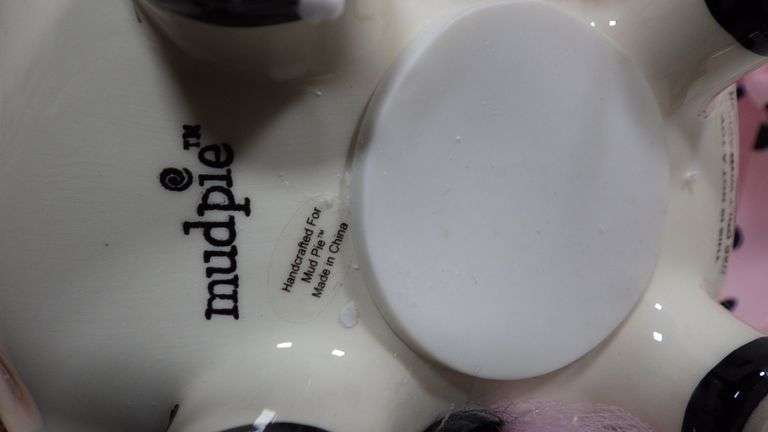 mudpie™
Handcrafted For
Mud Pie™
Made in China